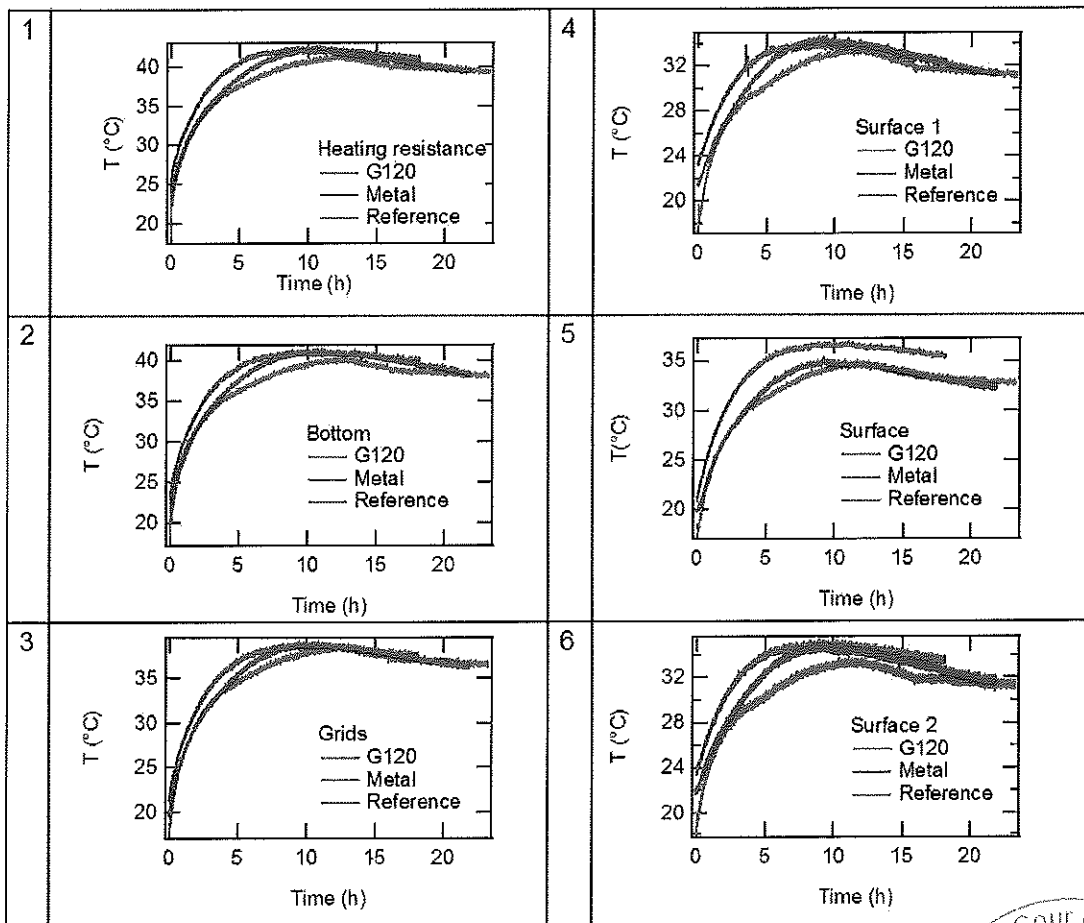 1
T (°C)
40
35
30
25
20
Heating resistance
G120
Metal
Reference
0 5 10 15 20
Time (h)
4
T (°C)
32
28
24
20
Surface 1
G120
Metal
Reference
0 5 10 15 20
Time (h)
2
T (°C)
40
35
30
25
20
Bottom
G120
Metal
Reference
0 5 10 15 20
Time (h)
5
T(°C)
35
30
25
20
Surface
G120
Metal
Reference
0 5 10 15 20
Time (h)
3
T (°C)
35
30
25
20
Grids
G120
Metal
Reference
0 5 10 15 20
Time (h)
6
T (°C)
32
28
24
20
Surface 2
G120
Metal
Reference
0 5 10 15 20
Time (h)